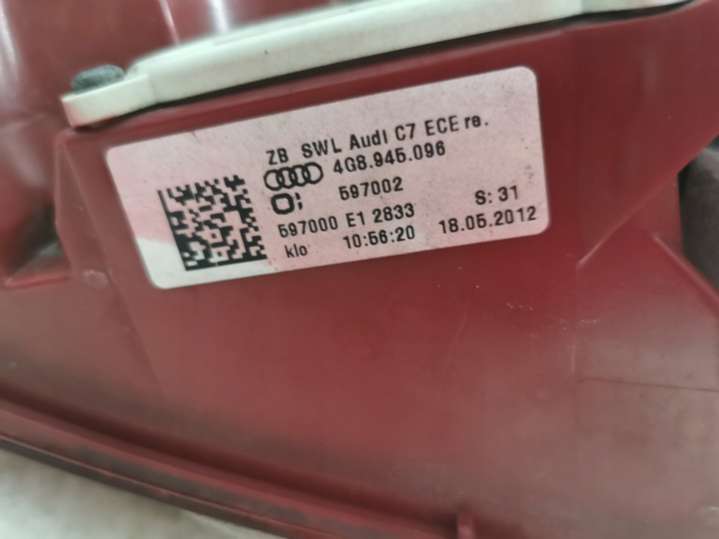 ZB SWL Audi C7 ECE re.
4G8.945.096
597002
597000 E1 2833 S: 31
klo 10:56:20 18.05.2012